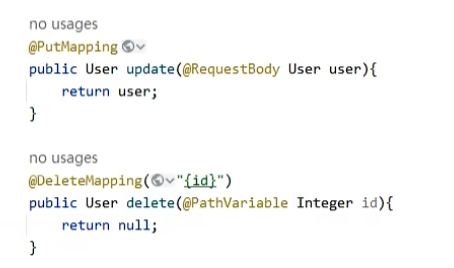 no usages
@PutMapping
public User update(@RequestBody User user){
return user;
}
no usages
@DeleteMapping("{id}")
public User delete(@PathVariable Integer id){
return null;
}